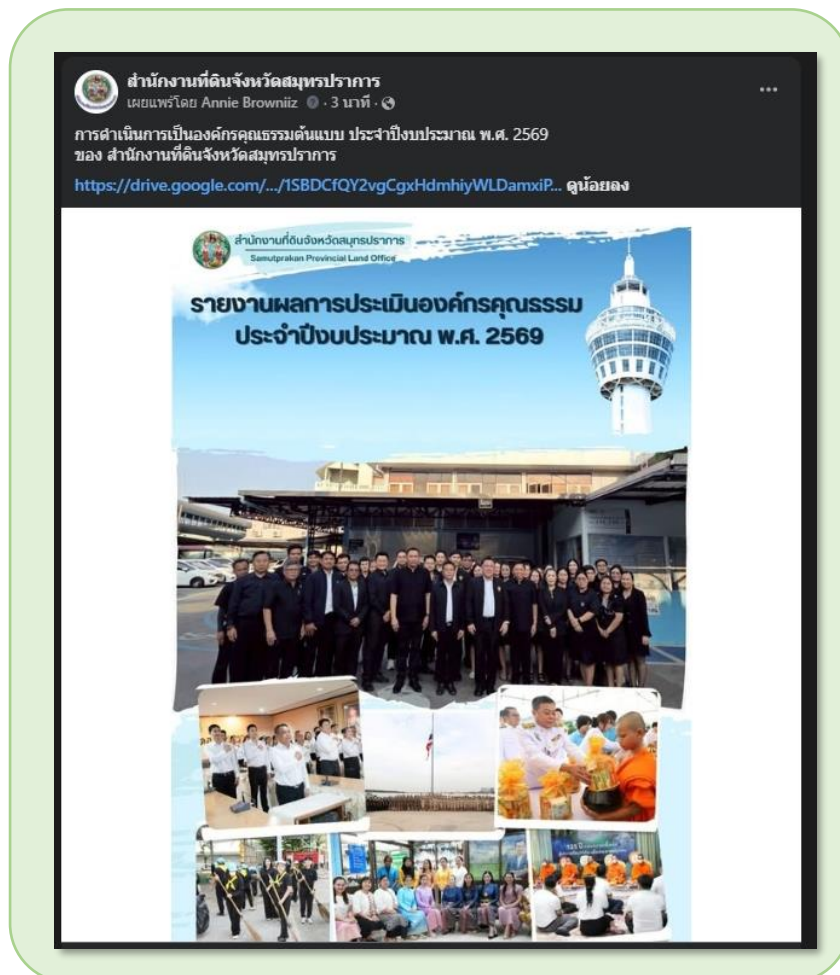 สำนักงานที่ดินจังหวัดสมุทรปราการ
เผยแพร่โดย Annie Browniiz · 3 นาที ·
การดำเนินการเป็นองค์กรคุณธรรมต้นแบบ ประจำปีงบประมาณ พ.ศ. 2569
ของ สำนักงานที่ดินจังหวัดสมุทรปราการ
https://drive.google.com/.../1SBDCfQY2vgCgxHdmhiyWLDamxiP... ดูน้อยลง
สำนักงานที่ดินจังหวัดสมุทรปราการ
Samutprakan Provincial Land Office
รายงานผลการประเมินองค์กรคุณธรรม
ประจำปีงบประมาณ พ.ศ. 2569